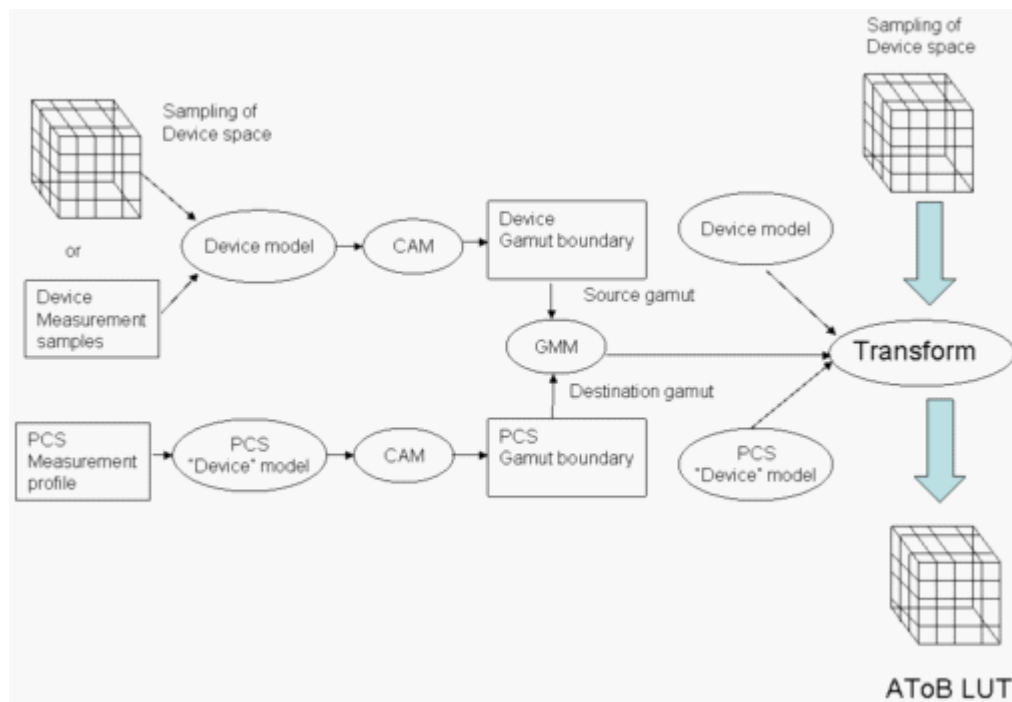 Sampling of
Device space
Sampling of
Device space
or
Device
Measurement
samples
Device model
CAM
Device
Gamut boundary
Device model
Source gamut
GMM
Transform
Destination gamut
PCS
Measurement
profile
PCS
"Device" model
CAM
PCS
Gamut boundary
PCS
"Device" model
AToB LUT